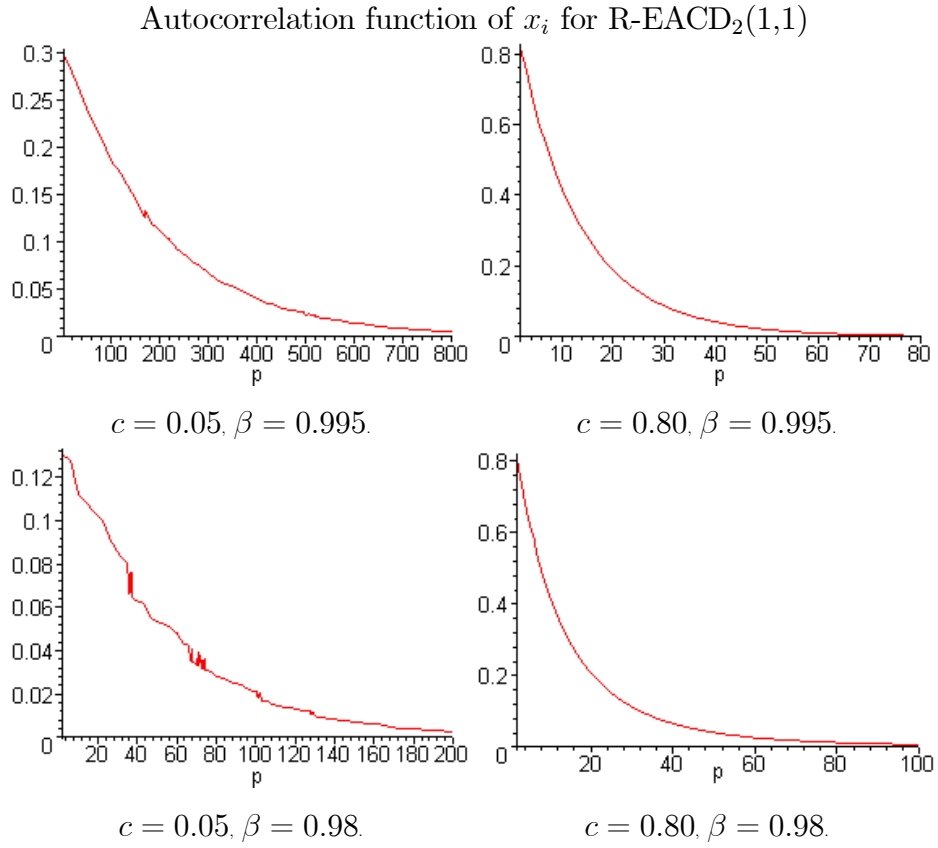 Autocorrelation function of $x_i$ for R-EACD$_2$(1,1)
0.3
0.25
0.2
0.15
0.1
0.05
0
100 200 300 400 500 600 700 800
p
0.8
0.6
0.4
0.2
0
10 20 30 40 50 60 70 80
p
c = 0.05, β = 0.995.
c = 0.80, β = 0.995.
0.12
0.1
0.08
0.06
0.04
0.02
0
20 40 60 80 100 120 140 160 180 200
p
0.8
0.6
0.4
0.2
0
20 40 60 80 100
p
c = 0.05, β = 0.98.
c = 0.80, β = 0.98.